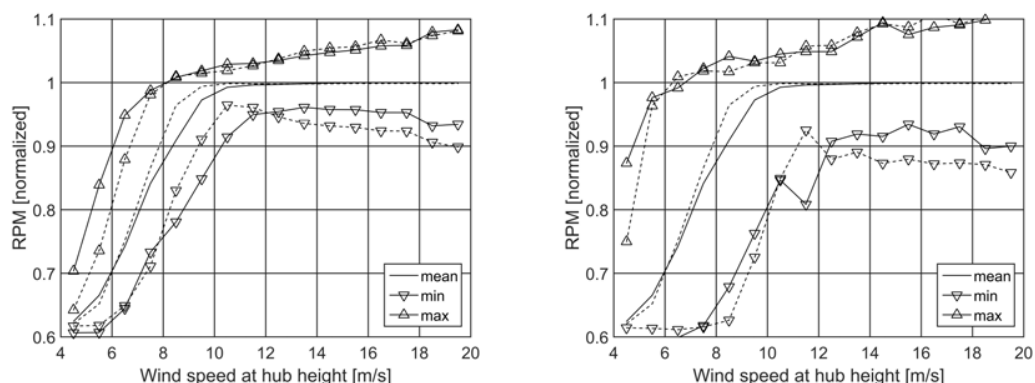 1.1
1
0.9
0.8
0.7
0.6
RPM [normalized]
mean
min
max
4 6 8 10 12 14 16 18 20
Wind speed at hub height [m/s]
1.1
1
0.9
0.8
0.7
0.6
RPM [normalized]
mean
min
max
4 6 8 10 12 14 16 18 20
Wind speed at hub height [m/s]